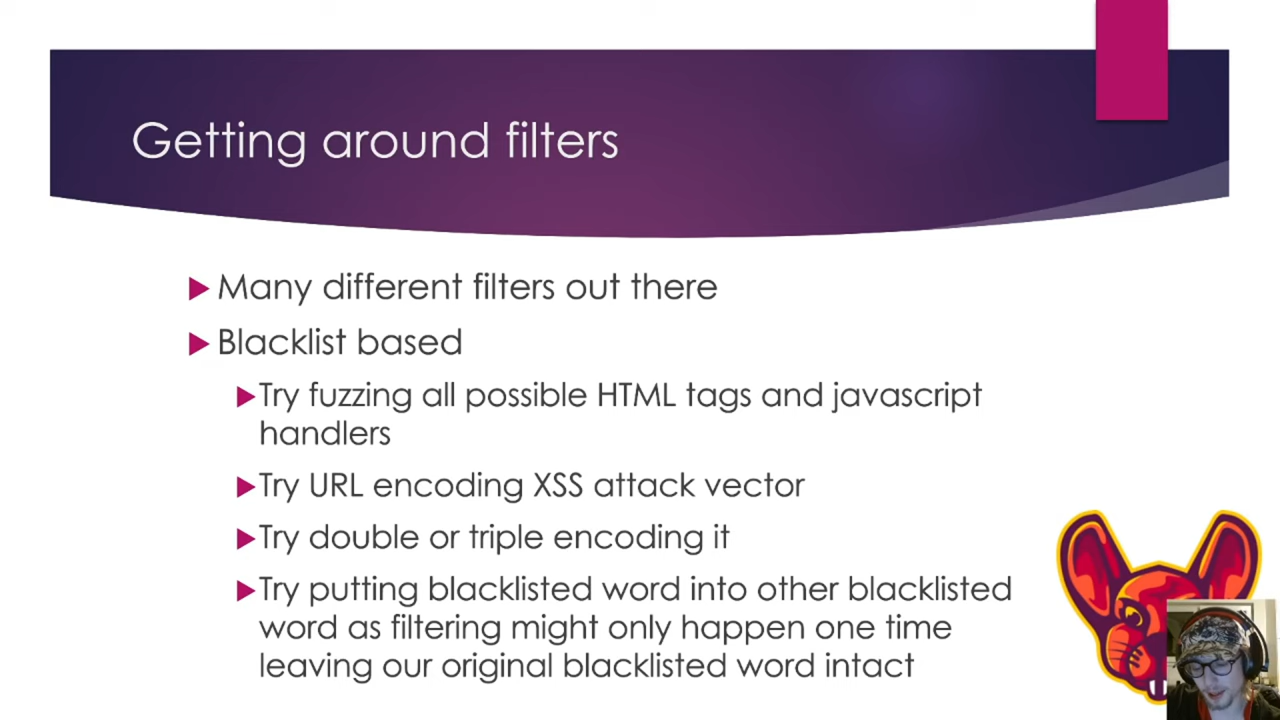 Getting around filters
Many different filters out there
Blacklist based
Try fuzzing all possible HTML tags and javascript
handlers
Try URL encoding XSS attack vector
Try double or triple encoding it
Try putting blacklisted word into other blacklisted
word as filtering might only happen one time
leaving our original blacklisted word intact